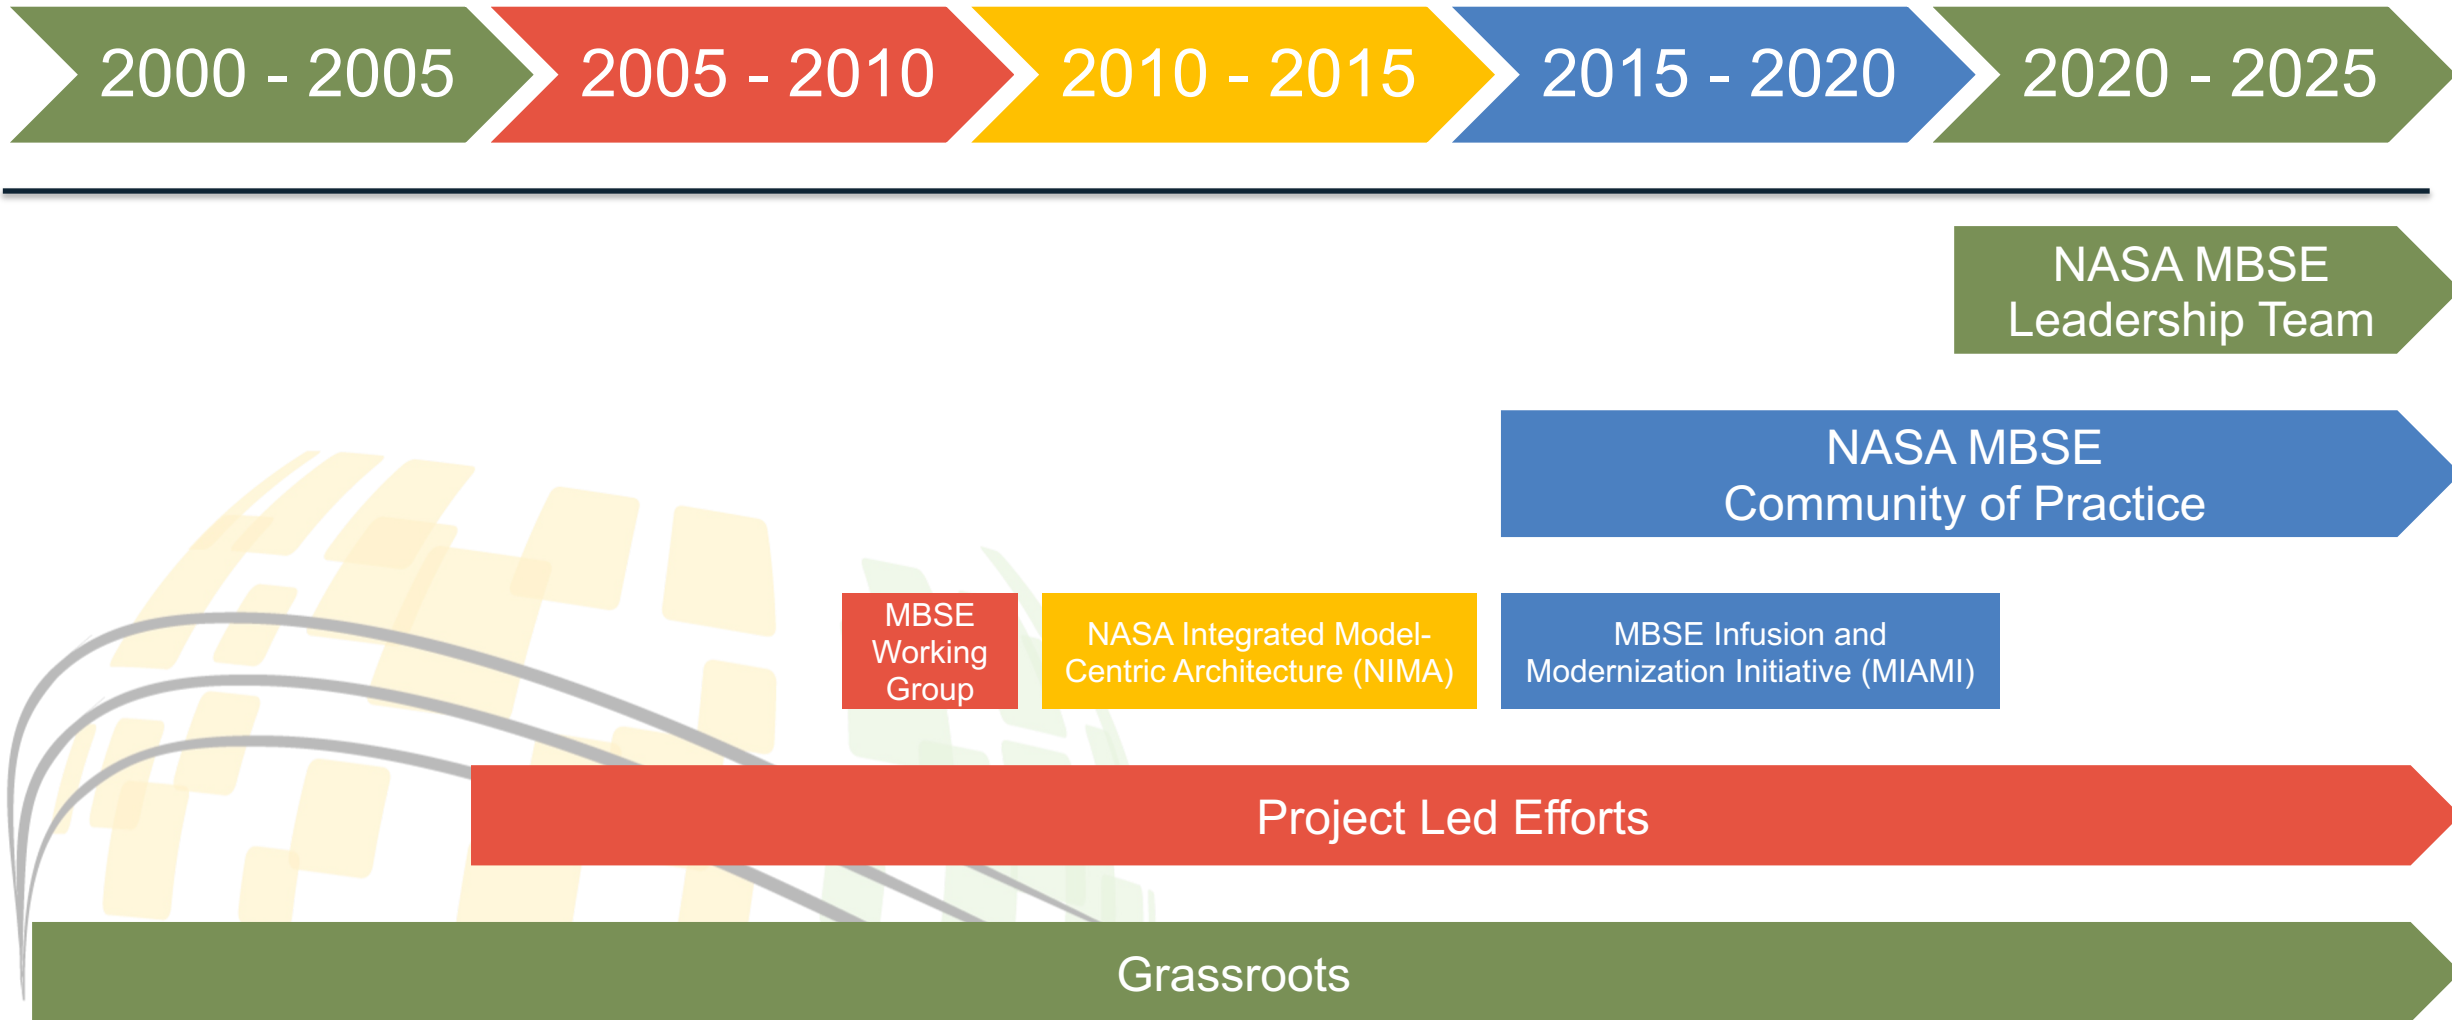 2000 - 2005
2005 - 2010
2010 - 2015
2015 - 2020
2020 - 2025
NASA MBSE
Leadership Team
NASA MBSE
Community of Practice
MBSE
Working
Group
NASA Integrated Model-
Centric Architecture (NIMA)
MBSE Infusion and
Modernization Initiative (MIAMI)
Project Led Efforts
Grassroots